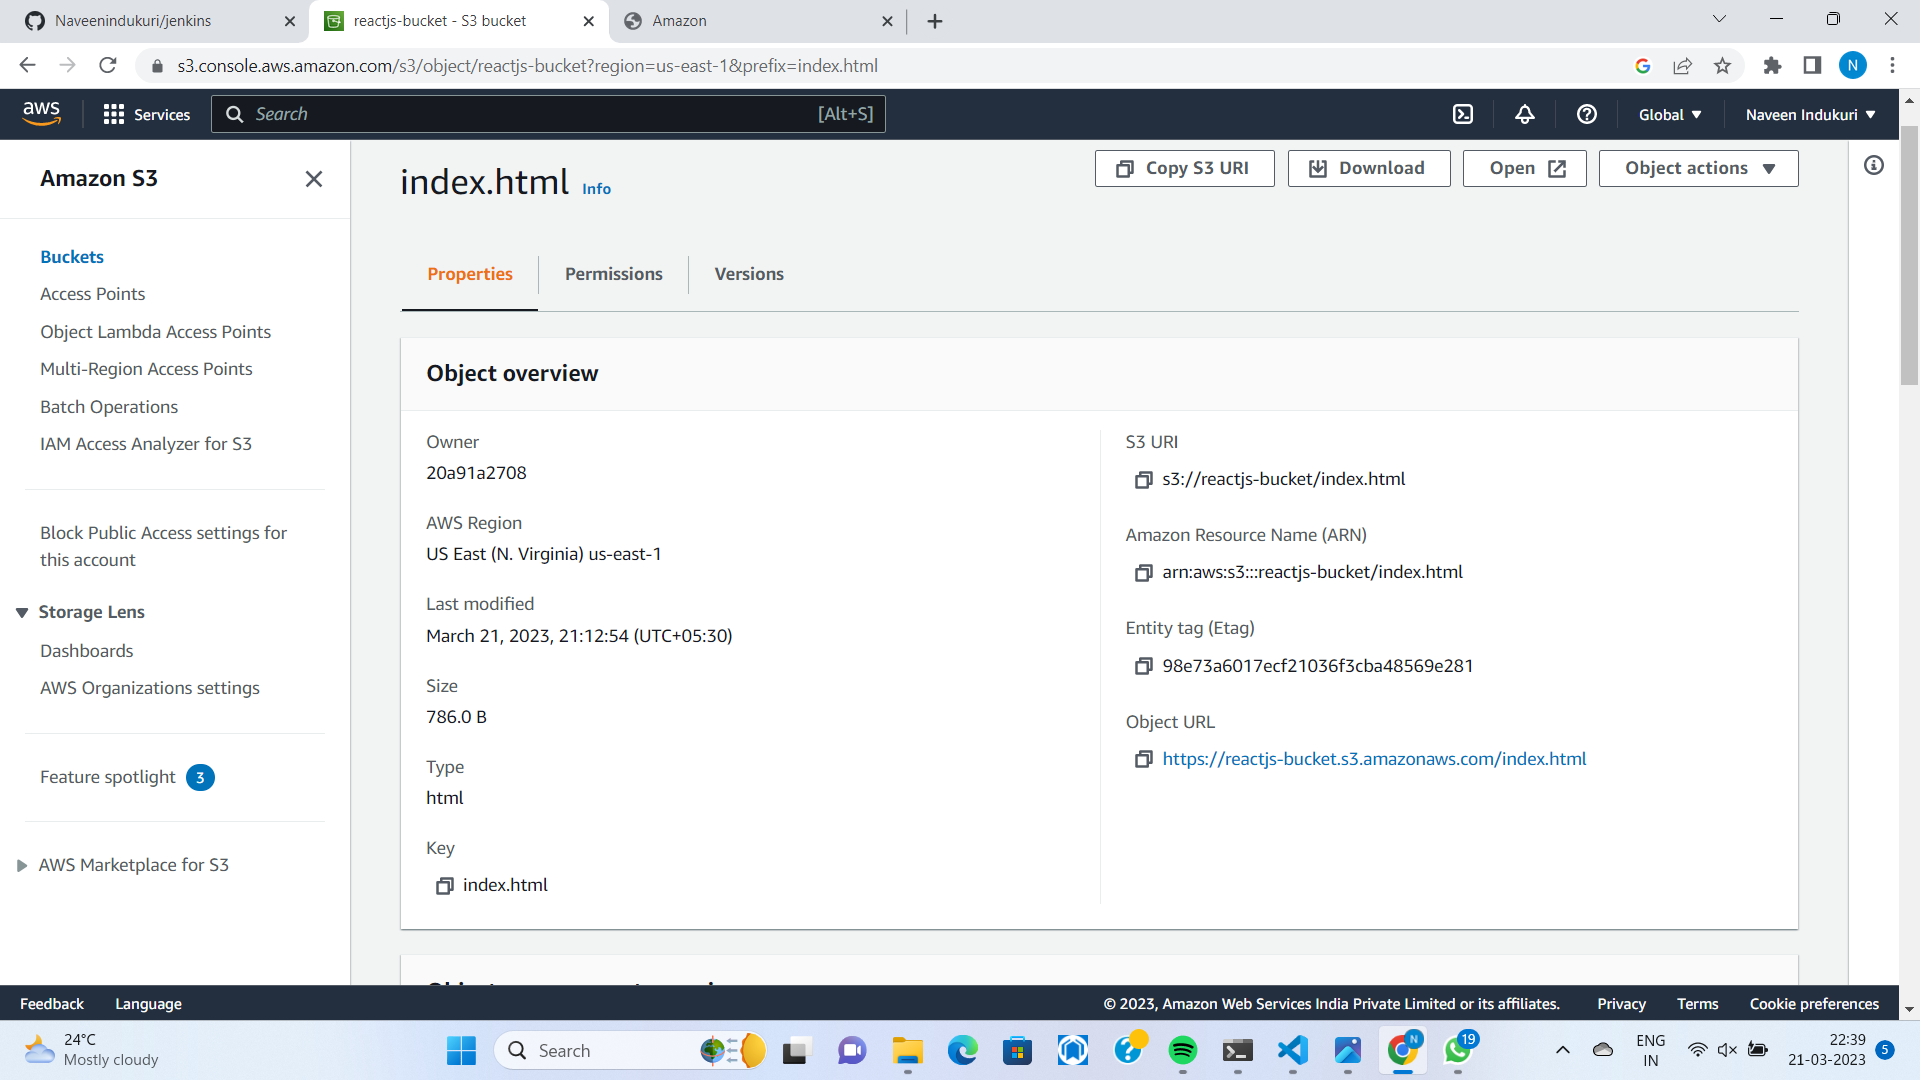 Naveenindukuri/jenkins
reactjs-bucket - S3 bucket
Amazon
s3.console.aws.amazon.com/s3/object/reactjs-bucket?region=us-east-1&prefix=index.html
N
aws
Services
Search
[Alt+S]
Global
Naveen Indukuri
Amazon S3
Buckets
Access Points
Object Lambda Access Points
Multi-Region Access Points
Batch Operations
IAM Access Analyzer for S3
Block Public Access settings for
this account
Storage Lens
Dashboards
AWS Organizations settings
Feature spotlight 3
AWS Marketplace for S3
index.html Info
Copy S3 URI
Download
Open
Object actions
Properties
Permissions
Versions
Object overview
Owner
20a91a2708
AWS Region
US East (N. Virginia) us-east-1
Last modified
March 21, 2023, 21:12:54 (UTC+05:30)
Size
786.0 B
Type
html
Key
index.html
S3 URI
s3://reactjs-bucket/index.html
Amazon Resource Name (ARN)
arn:aws:s3:::reactjs-bucket/index.html
Entity tag (Etag)
98e73a6017ecf21036f3cba48569e281
Object URL
https://reactjs-bucket.s3.amazonaws.com/index.html
Feedback
Language
© 2023, Amazon Web Services India Private Limited or its affiliates.
Privacy
Terms
Cookie preferences
24°C
Mostly cloudy
Search
N
19
ENG
IN
22:39
21-03-2023
5